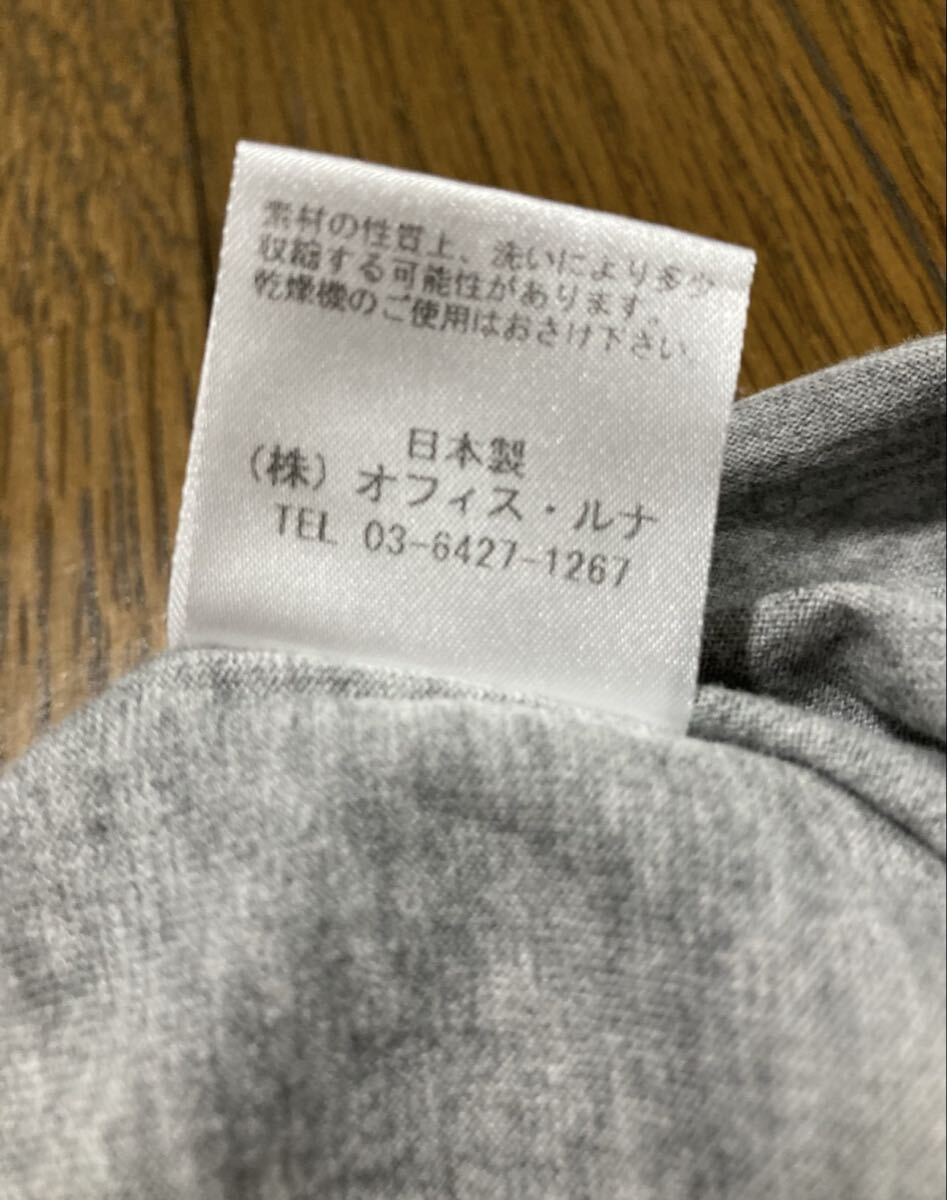 素材の性質上、洗いにより多少
収縮する可能性があります。
乾燥機のご使用はおさけ下さい。
日本製
(株) オフィス・ルナ
TEL 03-6427-1267